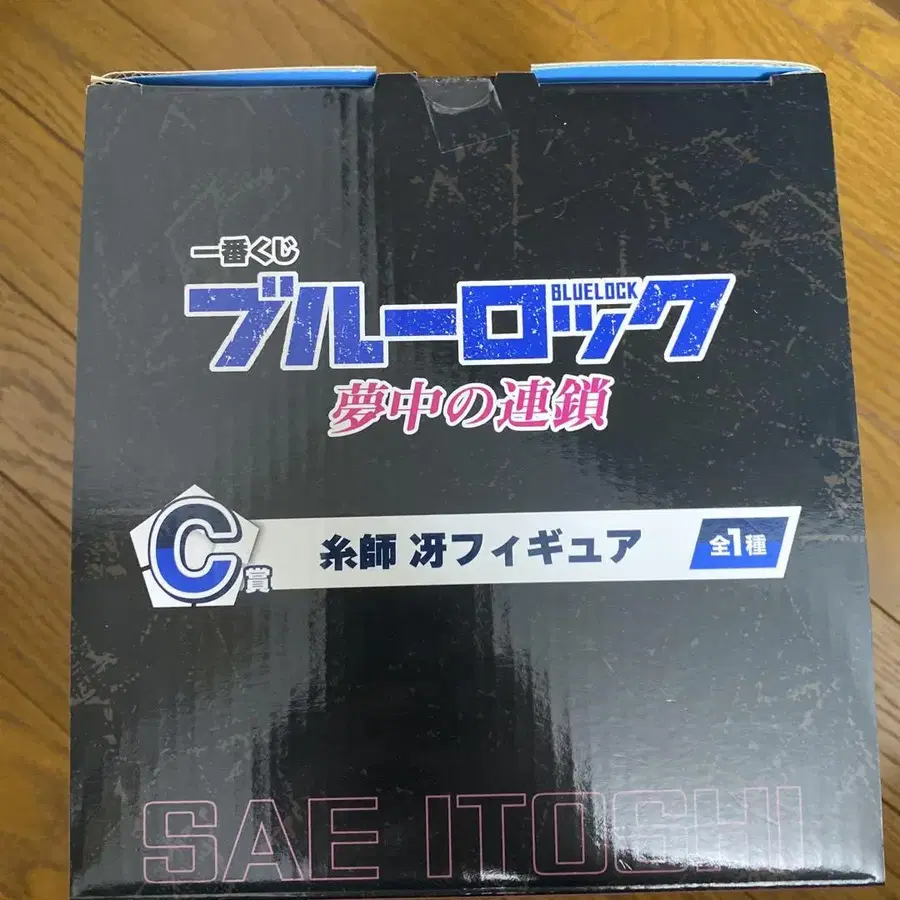 一番くじ
ブルーロック
BLUELOCK
夢中の連鎖
C賞
糸師 冴フィギュア
全1種
SAE ITOSHI